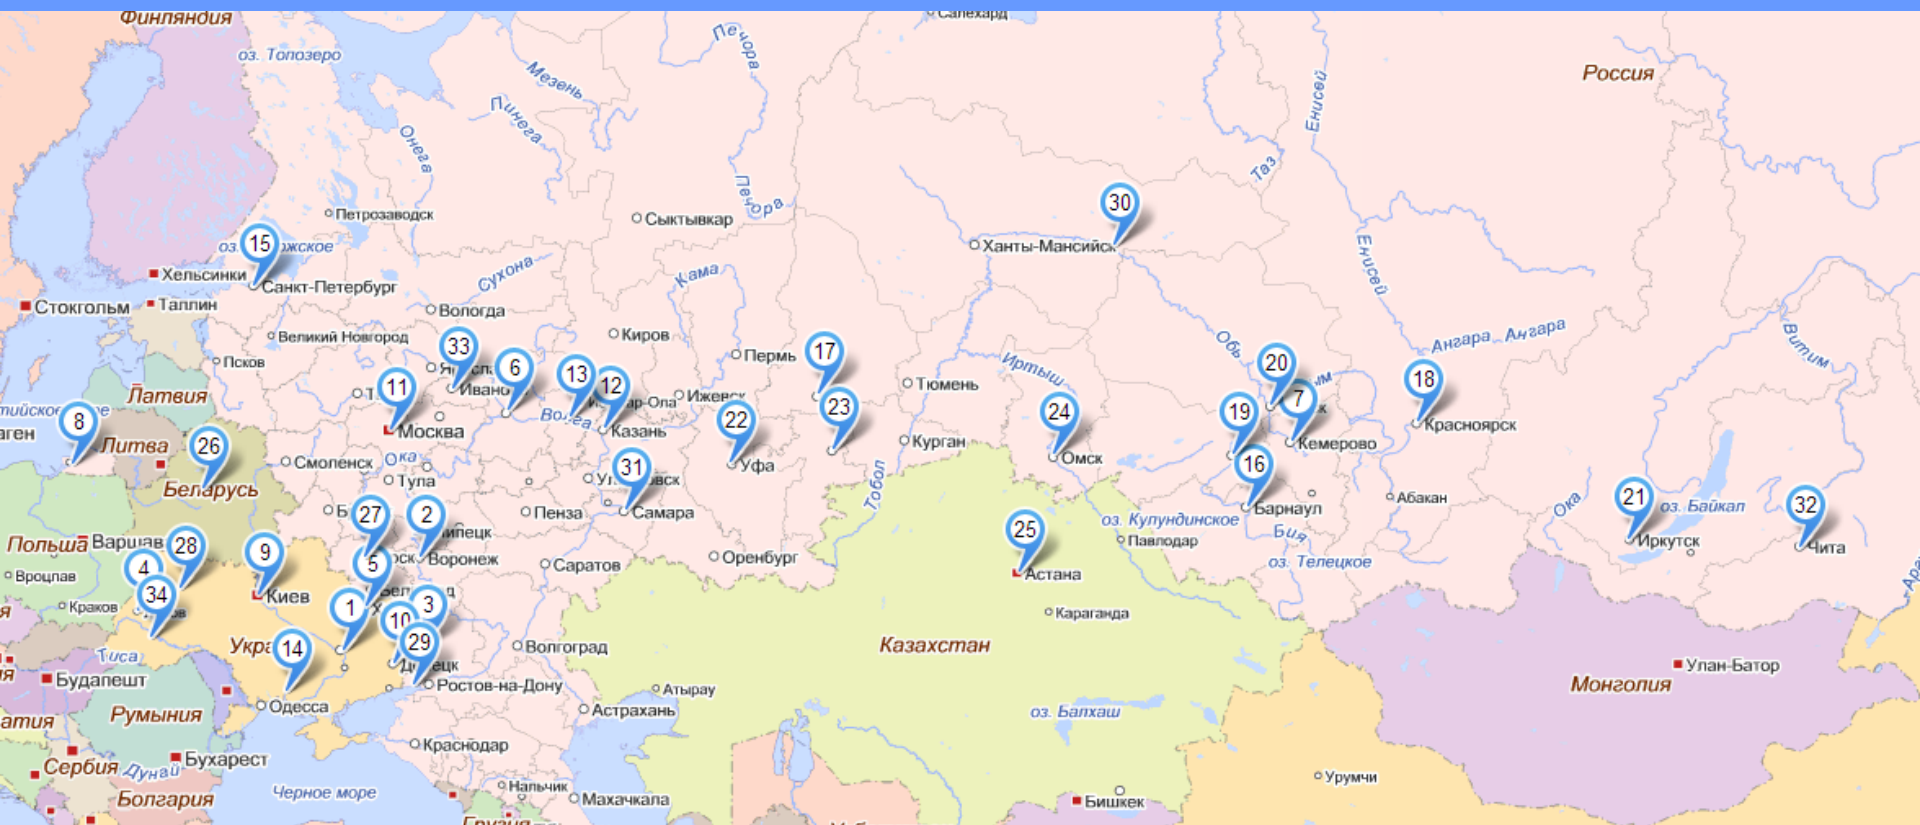 Финляндия
Салехард
оз. Топозеро
Печора
Мезень
Пинега
Онега
Енисей
Россия
Таз
Печора
30
Петрозаводск
Сыктывкар
15
Ханты-Мансийск
Енисей
Хельсинки
Сухона
Кама
Санкт-Петербург
Стокгольм
Таллин
Вологда
Великий Новгород
Киров
Ангара
Ангара
Витим
33
Псков
6
13
12
Пермь
17
Обь
20
Иртыш
18
Латвия
11
Ижевск
Тюмень
7
8
26
Волга
22
23
24
19
Литва
Москва
Казань
Курган
Кемерово
Красноярск
Смоленск
Ока
Уфа
Омск
16
31
Беларусь
Тула
Тобол
Абакан
21
оз. Байкал
32
Ока
27
2
Пенза
Самара
Барнаул
оз. Кулундинское
25
Бия
Польша
Варшав
28
9
Воронеж
Оренбург
Павлодар
Иркутск
Чита
4
5
Саратов
оз. Телецкое
Вроцлав
Астана
34
Киев
1
3
Краков
10
Караганда
29
14
Волгоград
Казахстан
Тиса
Улан-Батор
Будапешт
Ростов-на-Дону
Монголия
Атырау
Одесса
Астрахань
оз. Балхаш
Румыния
Краснодар
Бухарест
Сербия
Дунай
Урумчи
Нальчик
Болгария
Черное море
Махачкала
Бишкек